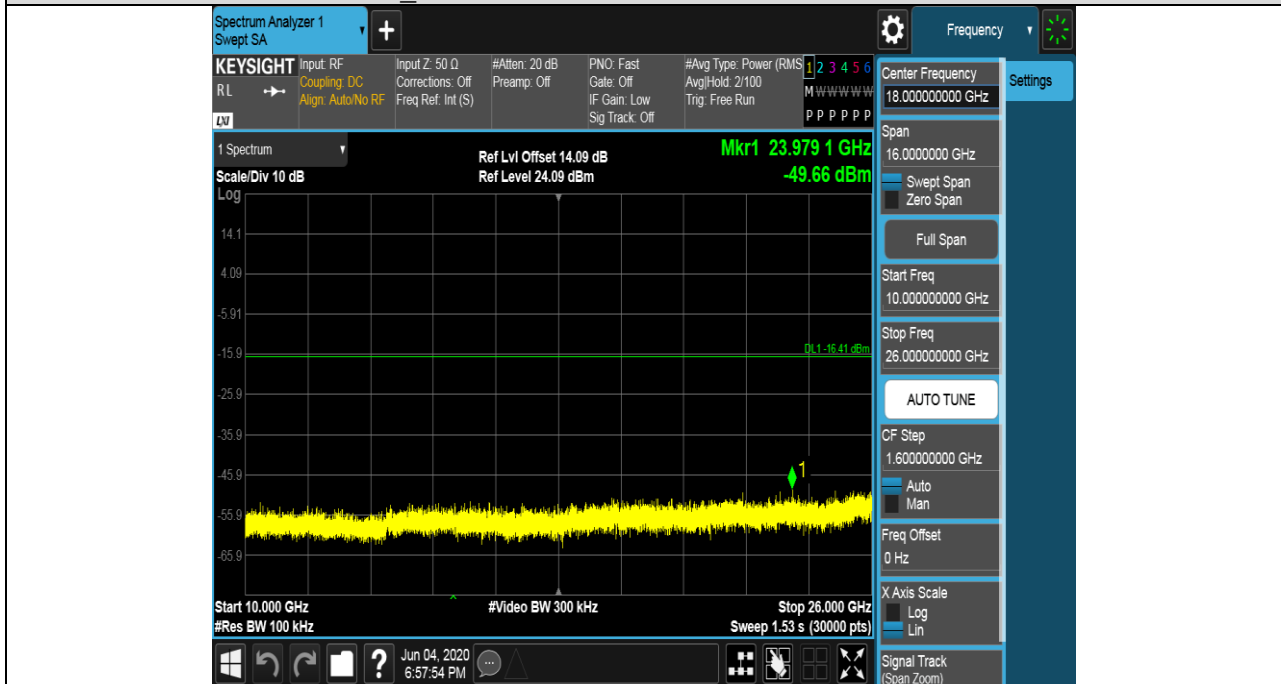 Spectrum Analyzer 1
Swept SA
+
Frequency
KEYSIGHT
RL
LXI
Input: RF
Coupling: DC
Align: Auto/No RF
Input Z: 50 Ω
Corrections: Off
Freq Ref: Int (S)
#Atten: 20 dB
Preamp: Off
PNO: Fast
Gate: Off
IF Gain: Low
Sig Track: Off
#Avg Type: Power (RMS
Avg|Hold: 2/100
Trig: Free Run
1 2 3 4 5 6
M W W W W W
P P P P P P
1 Spectrum
Scale/Div 10 dB
Log
Ref Lvl Offset 14.09 dB
Ref Level 24.09 dBm
Mkr1 23.979 1 GHz
-49.66 dBm
14.1
4.09
-5.91
-15.9
DL1 -16.41 dBm
-25.9
-35.9
-45.9
1
-55.9
-65.9
Start 10.000 GHz
#Res BW 100 kHz
#Video BW 300 kHz
Stop 26.000 GHz
Sweep 1.53 s (30000 pts)
?
Jun 04, 2020
6:57:54 PM
Center Frequency
18.000000000 GHz
Settings
Span
16.0000000 GHz
Swept Span
Zero Span
Full Span
Start Freq
10.000000000 GHz
Stop Freq
26.000000000 GHz
AUTO TUNE
CF Step
1.600000000 GHz
Auto
Man
Freq Offset
0 Hz
X Axis Scale
Log
Lin
Signal Track
(Span Zoom)